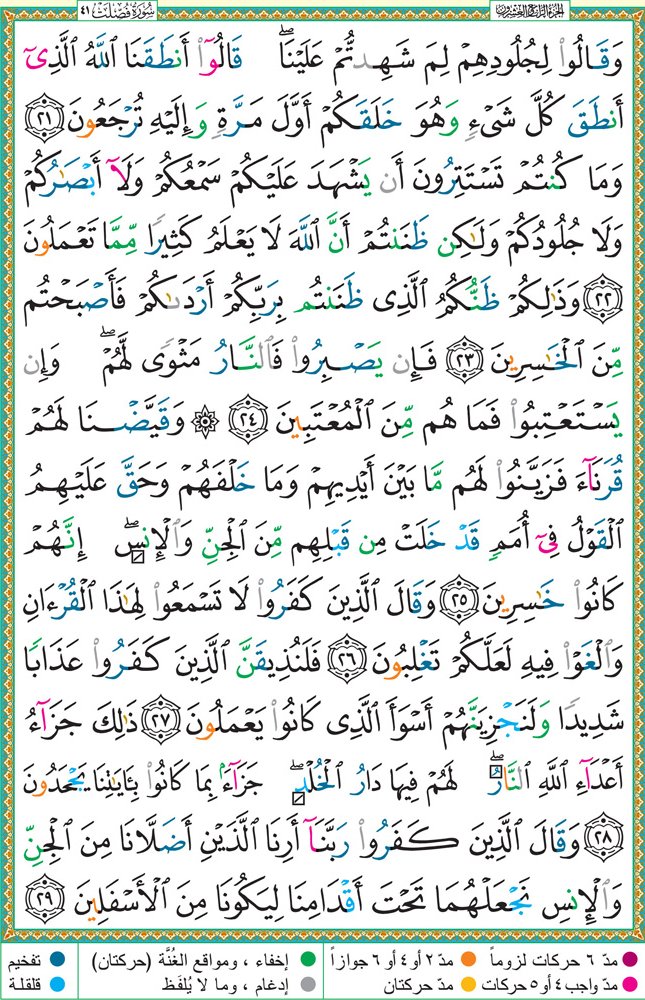 الجزء الرابع والعشرون سورة فصلت ٤١
وَقَالُوا۟ لِجُلُودِهِمْ لِمَ شَهِدتُّمْ عَلَيْنَا ۖ قَالُوٓا۟ أَنطَقَنَا ٱللَّهُ ٱلَّذِىٓ
أَنطَقَ كُلَّ شَىْءٍ وَهُوَ خَلَقَكُمْ أَوَّلَ مَرَّةٍ وَإِلَيْهِ تُرْجَعُونَ ٢١
وَمَا كُنتُمْ تَسْتَتِرُونَ أَن يَشْهَدَ عَلَيْكُمْ سَمْعُكُمْ وَلَآ أَبْصَٰرُكُمْ
وَلَا جُلُودُكُمْ وَلَٰكِن ظَنَنتُمْ أَنَّ ٱللَّهَ لَا يَعْلَمُ كَثِيرًا مِّمَّا تَعْمَلُونَ
٢٢ وَذَٰلِكُمْ ظَنُّكُمُ ٱلَّذِى ظَنَنتُم بِرَبِّكُمْ أَرْدَىٰكُمْ فَأَصْبَحْتُم
مِّنَ ٱلْخَٰسِرِينَ ٢٣ فَإِن يَصْبِرُوا۟ فَٱلنَّارُ مَثْوًى لَّهُمْ ۖ وَإِن
يَسْتَعْتِبُوا۟ فَمَا هُم مِّنَ ٱلْمُعْتَبِينَ ٢٤ ۞ وَقَيَّضْنَا لَهُمْ
قُرَنَآءَ فَزَيَّنُوا۟ لَهُم مَّا بَيْنَ أَيْدِيهِمْ وَمَا خَلْفَهُمْ وَحَقَّ عَلَيْهِمُ
ٱلْقَوْلُ فِىٓ أُمَمٍ قَدْ خَلَتْ مِن قَبْلِهِم مِّنَ ٱلْجِنِّ وَٱلْإِنسِ ۖ إِنَّهُمْ
كَانُوا۟ خَٰسِرِينَ ٢٥ وَقَالَ ٱلَّذِينَ كَفَرُوا۟ لَا تَسْمَعُوا۟ لِهَٰذَا ٱلْقُرْءَانِ
وَٱلْغَوْا۟ فِيهِ لَعَلَّكُمْ تَغْلِبُونَ ٢٦ فَلَنُذِيقَنَّ ٱلَّذِينَ كَفَرُوا۟ عَذَابًا
شَدِيدًا وَلَنَجْزِيَنَّهُمْ أَسْوَأَ ٱلَّذِى كَانُوا۟ يَعْمَلُونَ ٢٧ ذَٰلِكَ جَزَآءُ
أَعْدَآءِ ٱللَّهِ ٱلنَّارُ ۖ لَهُمْ فِيهَا دَارُ ٱلْخُلْدِ ۖ جَزَآءًۢ بِمَا كَانُوا۟ بِـَٔايَٰتِنَا يَجْحَدُونَ
٢٨ وَقَالَ ٱلَّذِينَ كَفَرُوا۟ رَبَّنَآ أَرِنَا ٱلَّذَيْنِ أَضَلَّانَا مِنَ ٱلْجِنِّ
وَٱلْإِنسِ نَجْعَلْهُمَا تَحْتَ أَقْدَامِنَا لِيَكُونَا مِنَ ٱلْأَسْفَلِينَ ٢٩
مدّ ٦ حركات لزوماً مدّ ٢ أو ٤ أو ٦ جوازاً إخفاء ، ومواقع الغُنَّة (حركتان) تفخيم
مدّ واجب ٤ أو ٥ حركات مدّ حركتان إدغام ، وما لا يُلفَظ قلقلة